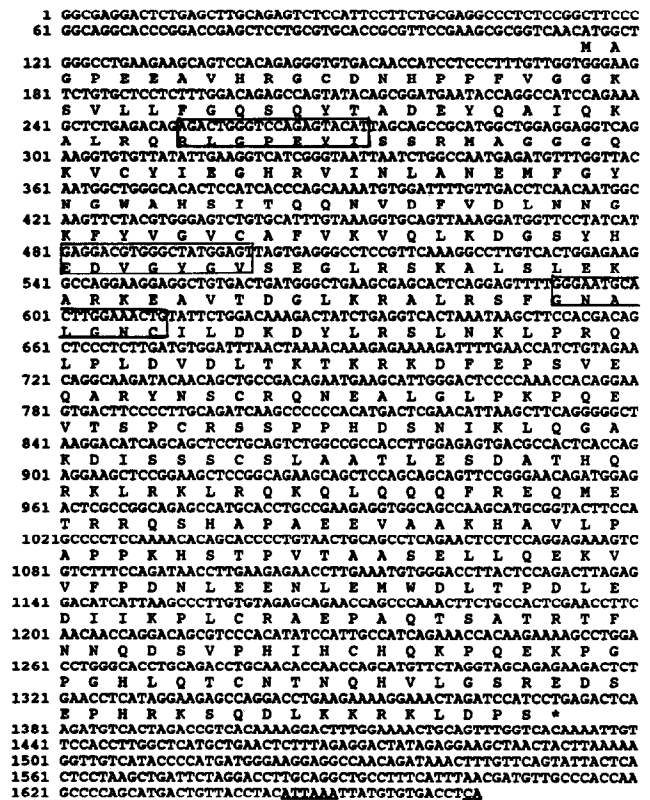 1 GGCGAGGACTCTGAGCTTGCAGAGTCTCCATTCCTTCTGCGAGGCCCTCTCCGGCTTCCC
61 GGCAGGCACCCGGACCGAGCTCCTGCGTGCACCGCGTTCCGAAGCGCGGTCAACATGGCT
M A
121 GGGCCTGAAGAAGCAGTCCACAGAGGGTGTGACAACCATCCTCCCTTTGTTGGTGGGAAG
G P E E A V H R G C D N H P P F V G G K
181 TCTGTGCTCCTCTTTGGACAGAGCCAGTATACAGCGGATGAATACCAGGCCATCCAGAAA
S V L L F G Q S Q Y T A D E Y Q A I Q K
241 GCTCTGAGACAGAGACTGGGTCCAGAGTACATTAGCAGCCGCATGGCTGGAGGAGGTCAG
A L R Q R L G P E Y I S S R M A G G G Q
301 AAGGTGTGTTATATTGAAGGTCATCGGGTAATTAATCTGGCCAATGAGATGTTTGGTTAC
K V C Y I E G H R V I N L A N E M F G Y
361 AATGGCTGGGCACACTCCATCACCCAGCAAAATGTGGATTTTGTTGACCTCAACAATGGC
N G W A H S I T Q Q N V D F V D L N N G
421 AAGTTCTACGTGGGAGTCTGTGCATTTGTAAAGGTGCAGTTAAAGGATGGTTCCTATCAT
K F Y V G V C A F V K V Q L K D G S Y H
481 GAGGACGTGGGCTATGGAGTTAGTGAGGGCCTCCGTTCAAAGGCCTTGTCACTGGAGAAG
E D V G Y G V S E G L R S K A L S L E K
541 GCCAGGAAGGAGGCTGTGACTGATGGGCTGAAGCGAGCACTCAGGAGTTTTGGGAATGCA
A R K E A V T D G L K R A L R S F G N A
601 CTTGGAAACTGTATTCTGGACAAAGACTATCTGAGGTCACTAAATAAGCTTCCACGACAG
L G N C I L D K D Y L R S L N K L P R Q
661 CTCCCTCTTGATGTGGATTTAACTAAAACAAAGAGAAAAGATTTTGAACCATCTGTAGAA
L P L D V D L T K T K R K D F E P S V E
721 CAGGCAAGATACAACAGCTGCCGACAGAATGAAGCATTGGGACTCCCCAAACCACAGGAA
Q A R Y N S C R Q N E A L G L P K P Q E
781 GTGACTTCCCCTTGCAGATCAAGCCCCCCACATGACTCGAACATTAAGCTTCAGGGGGCT
V T S P C R S S P P H D S N I K L Q G A
841 AAGGACATCAGCAGCTCCTGCAGTCTGGCCGCCACCTTGGAGAGTGACGCCACTCACCAG
K D I S S S C S L A A T L E S D A T H Q
901 AGGAAGCTCCGGAAGCTCCGGCAGAAGCAGCTCCAGCAGCAGTTCCGGGAACAGATGGAG
R K L R K L R Q K Q L Q Q Q F R E Q M E
961 ACTCGCCGGCAGAGCCATGCACCTGCCGAAGAGGTGGCAGCCAAGCATGCGGTACTTCCA
T R R Q S H A P A E E V A A K H A V L P
1021 GCCCCTCCAAAACACAGCACCCCTGTAACTGCAGCCTCAGAACTCCTCCAGGAGAAAGTC
A P P K H S T P V T A A S E L L Q E K V
1081 GTCTTTCCAGATAACCTTGAAGAGAACCTTGAAATGTGGGACCTTACTCCAGACTTAGAG
V F P D N L E E N L E M W D L T P D L E
1141 GACATCATTAAGCCCTTGTGTAGAGCAGAACCAGCCCAAACTTCTGCCACTCGAACCTTC
D I I K P L C R A E P A Q T S A T R T F
1201 AACAACCAGGACAGCGTCCCACATATCCATTGCCATCAGAAACCACAAGAAAAGCCTGGA
N N Q D S V P H I H C H Q K P Q E K P G
1261 CCTGGGCACCTGCAGACCTGCAACACCAACCAGCATGTTCTAGGTAGCAGAGAAGACTCT
P G H L Q T C N T N Q H V L G S R E D S
1321 GAACCTCATAGGAAGAGCCAGGACCTGAAGAAAAGGAAACTAGATCCATCCTGAGACTCA
E P H R K S Q D L K K R K L D P S *
1381 AGATGTCACTAGACCGTCACAAAAGGACTTTGGAAAACTGCAGTTTGGTCACAAAATTGT
1441 TCCACCTTGGCTCATGCTGAACTCTTTAGAGGACTATAGAGGAAGCTAACTACTTAAAAA
1501 GGTTGTCATACCCCATGATGGGAAGGAGGCCAACAGATAAACTTTGTTCAGTATTACTCA
1561 CTCCTAAGCTGATTCTAGGACCTTGCAGGCTGCCTTTCATTTAACGATGTTGCCCACCAA
1621 GCCCCCAGCATGACTGTTACCTACATTAAATTATGTGTGACCTCA